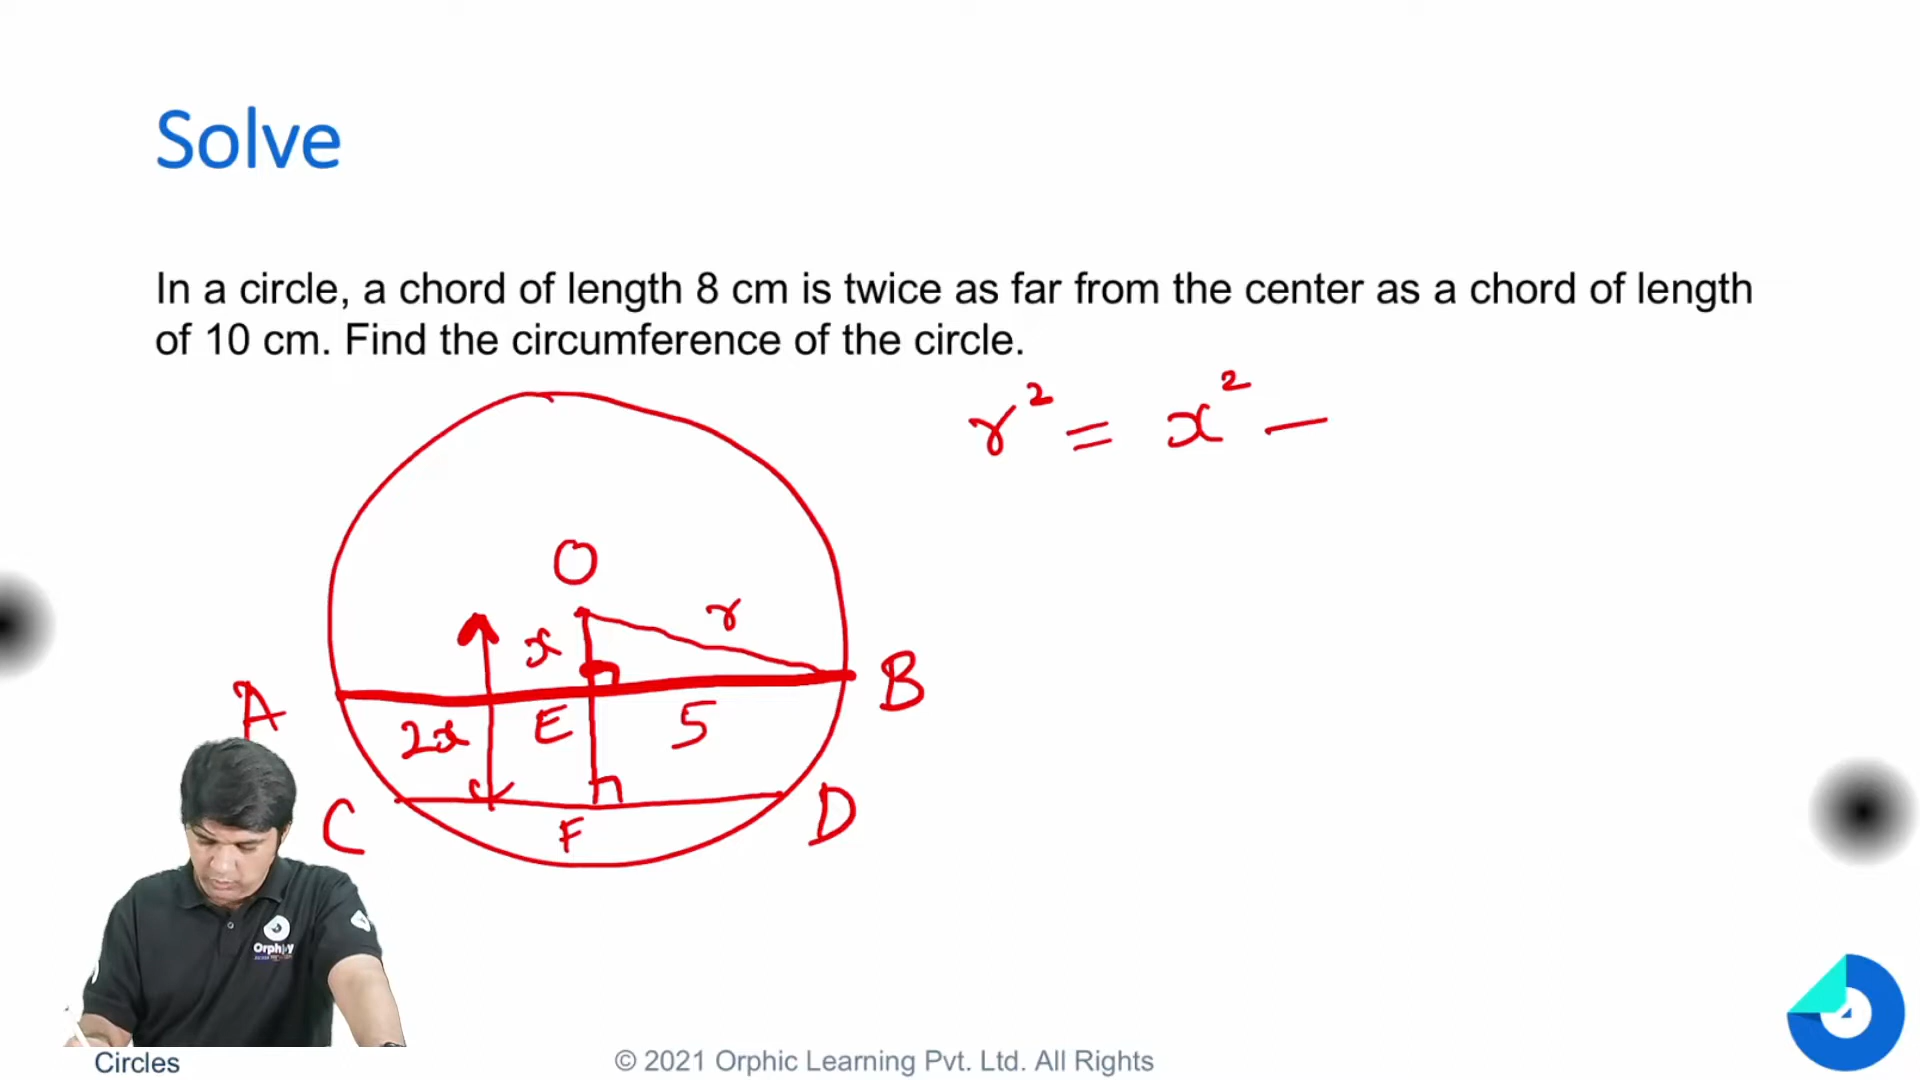 Solve
In a circle, a chord of length 8 cm is twice as far from the center as a chord of length
of 10 cm. Find the circumference of the circle.
r² = x² –
O
x
r
A
B
2x
E
5
C
F
D
Circles
© 2021 Orphic Learning Pvt. Ltd. All Rights